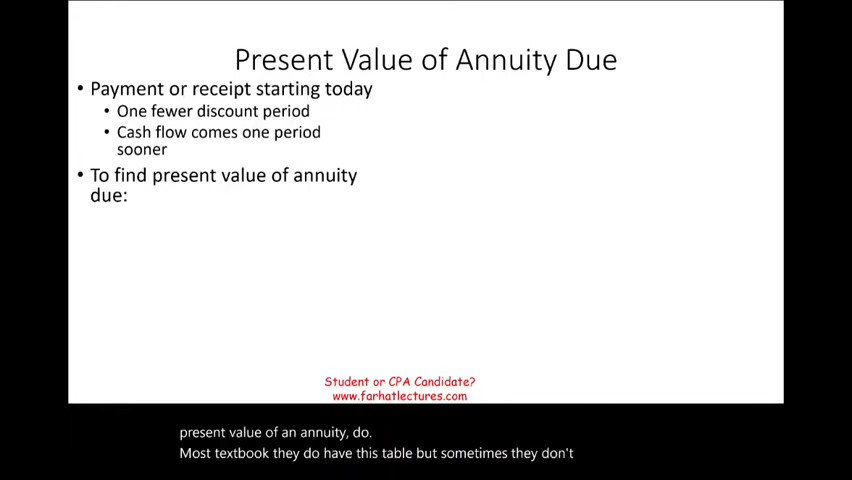 Present Value of Annuity Due
• Payment or receipt starting today
• One fewer discount period
• Cash flow comes one period
sooner
• To find present value of annuity
due:
Student or CPA Candidate?
www.farhatlectures.com
present value of an annuity, do.
Most textbook they do have this table but sometimes they don't